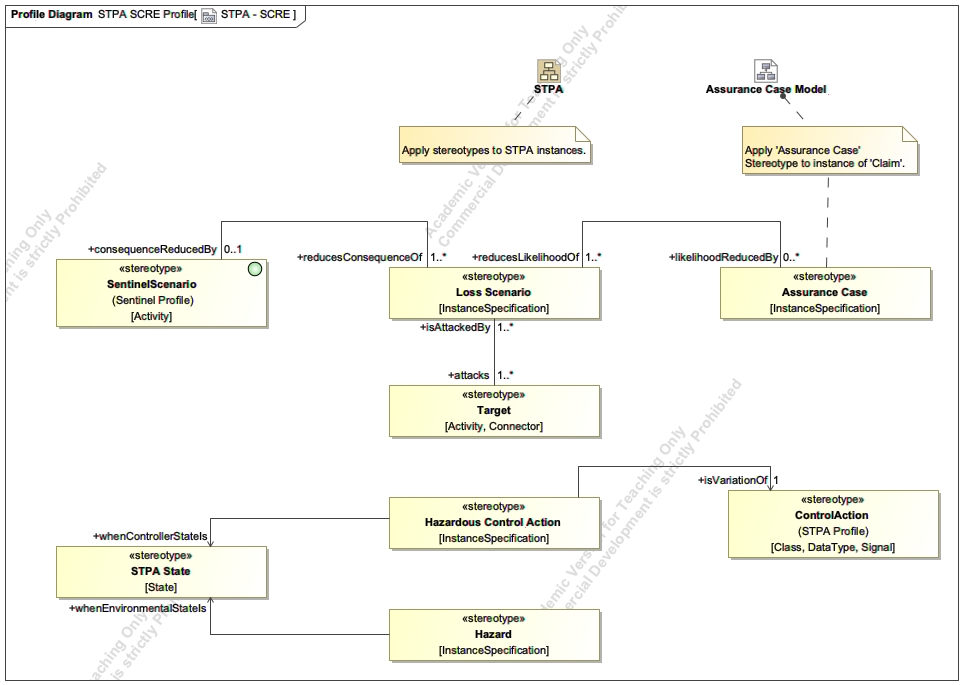 Profile Diagram STPA SCRE Profile[ STPA - SCRE ]
STPA
Assurance Case Model
Apply stereotypes to STPA instances.
Apply 'Assurance Case'
Stereotype to instance of 'Claim'.
+consequenceReducedBy 0..1
+reducesConsequenceOf 1..*
+reducesLikelihoodOf 1..*
+likelihoodReducedBy 0..*
«stereotype»
SentinelScenario
(Sentinel Profile)
[Activity]
«stereotype»
Loss Scenario
[InstanceSpecification]
«stereotype»
Assurance Case
[InstanceSpecification]
+isAttackedBy 1..*
+attacks 1..*
«stereotype»
Target
[Activity, Connector]
+isVariationOf 1
«stereotype»
Hazardous Control Action
[InstanceSpecification]
«stereotype»
ControlAction
(STPA Profile)
[Class, DataType, Signal]
+whenControllerStateIs
«stereotype»
STPA State
[State]
+whenEnvironmentalStateIs
«stereotype»
Hazard
[InstanceSpecification]
Academic Version for Teaching Only
Commercial Development is strictly Prohibited